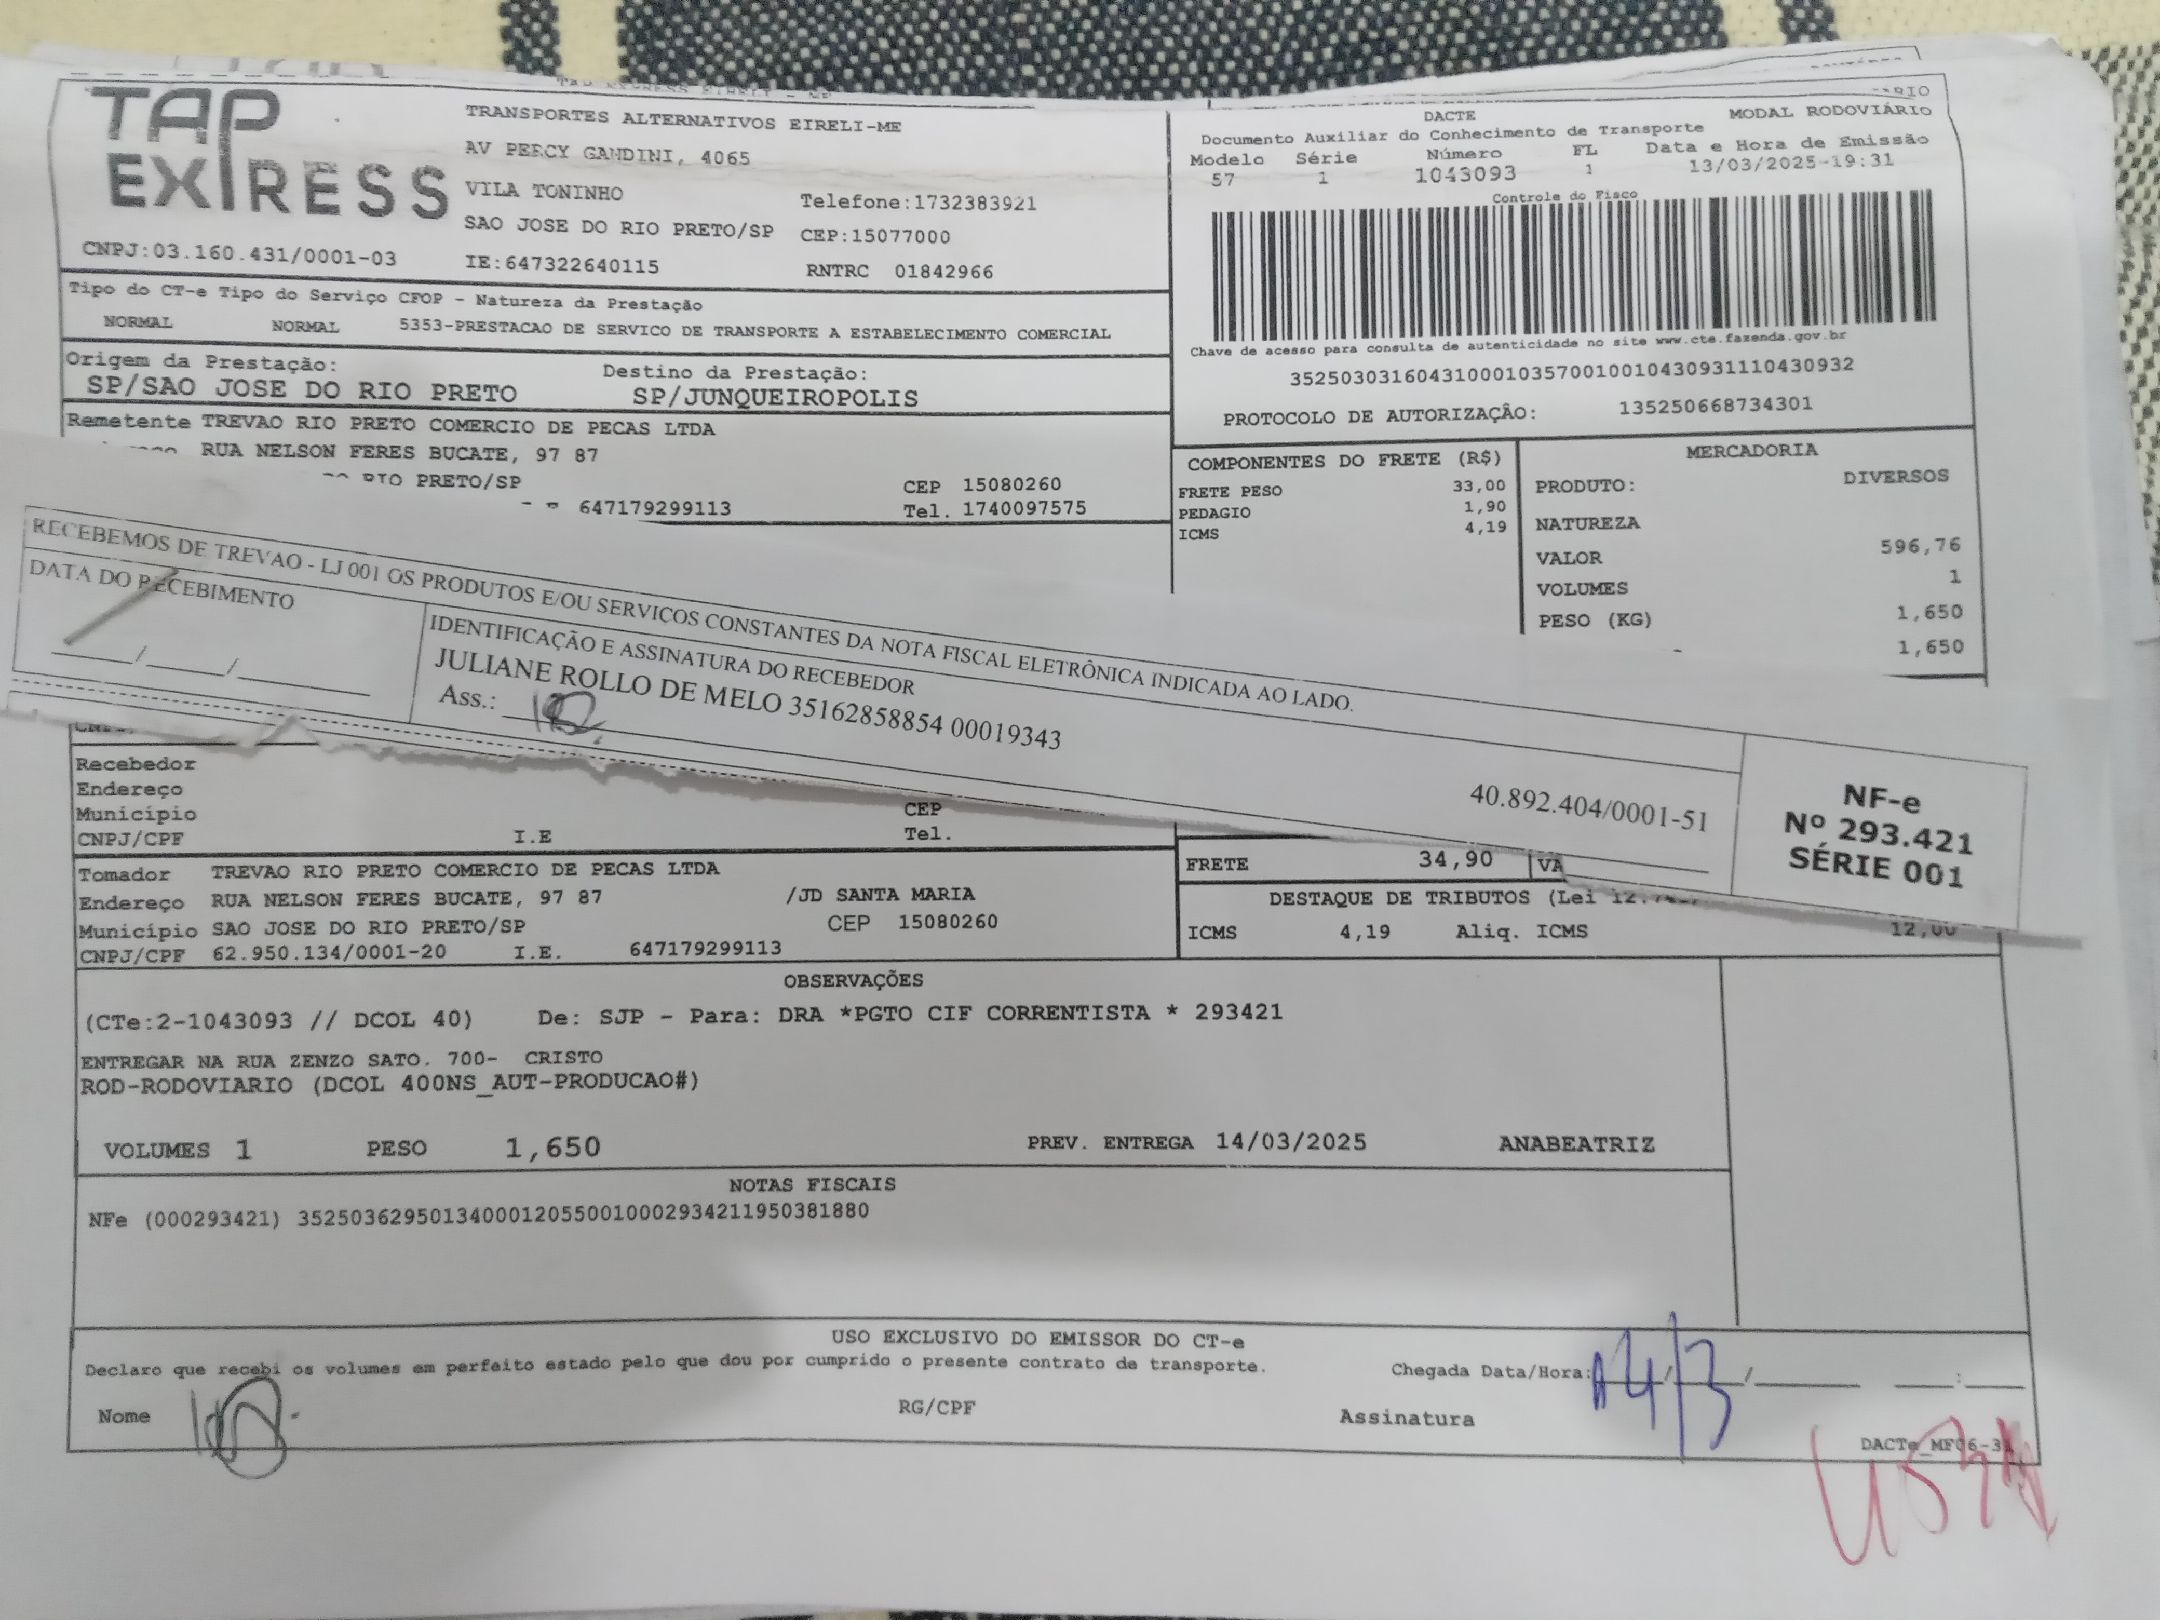 TAP EXPRESS
TRANSPORTES ALTERNATIVOS EIRELI-ME
AV PERCY GANDINI, 4065
VILA TONINHO
Telefone:1732383921
SAO JOSE DO RIO PRETO/SP CEP:15077000
CNPJ:03.160.431/0001-03 IE:647322640115 RNTRC 01842966
DACTE MODAL RODOVIÁRIO
Documento Auxiliar do Conhecimento de Transporte
Modelo Série Número FL Data e Hora de Emissão
57 1 1043093 1 13/03/2025-19:31
Controle do Fisco
Chave de acesso para consulta de autenticidade no site www.cte.fazenda.gov.br
35250303160431000103570010010430931110430932
PROTOCOLO DE AUTORIZAÇÃO: 135250668734301
Tipo do CT-e Tipo do Serviço CFOP - Natureza da Prestação
NORMAL NORMAL 5353-PRESTACAO DE SERVICO DE TRANSPORTE A ESTABELECIMENTO COMERCIAL
Origem da Prestação: Destino da Prestação:
SP/SAO JOSE DO RIO PRETO SP/JUNQUEIROPOLIS
Remetente TREVAO RIO PRETO COMERCIO DE PECAS LTDA
RUA NELSON FERES BUCATE, 97 87
RIO PRETO/SP CEP 15080260
647179299113 Tel. 1740097575
COMPONENTES DO FRETE (R$)
FRETE PESO 33,00
PEDAGIO 1,90
ICMS 4,19
MERCADORIA
PRODUTO: DIVERSOS
NATUREZA
VALOR 596,76
VOLUMES 1
PESO (KG) 1,650
1,650
RECEBEMOS DE TREVAO - LJ 001 OS PRODUTOS E/OU SERVIÇOS CONSTANTES DA NOTA FISCAL ELETRÔNICA INDICADA AO LADO.
DATA DO RECEBIMENTO
___/___/_____
IDENTIFICAÇÃO E ASSINATURA DO RECEBEDOR
JULIANE ROLLO DE MELO 35162858854 00019343
Ass.:
40.892.404/0001-51
NF-e
Nº 293.421
SÉRIE 001
Recebedor
Endereço
Município CEP
CNPJ/CPF I.E Tel.
FRETE 34,90
Tomador TREVAO RIO PRETO COMERCIO DE PECAS LTDA
Endereço RUA NELSON FERES BUCATE, 97 87 /JD SANTA MARIA
Município SAO JOSE DO RIO PRETO/SP CEP 15080260
CNPJ/CPF 62.950.134/0001-20 I.E. 647179299113
DESTAQUE DE TRIBUTOS (Lei
ICMS 4,19 Aliq. ICMS 12,00
OBSERVAÇÕES
(CTe:2-1043093 // DCOL 40) De: SJP - Para: DRA *PGTO CIF CORRENTISTA * 293421
ENTREGAR NA RUA ZENZO SATO. 700- CRISTO
ROD-RODOVIARIO (DCOL 400NS_AUT-PRODUCAO#)
VOLUMES 1 PESO 1,650 PREV. ENTREGA 14/03/2025 ANABEATRIZ
NOTAS FISCAIS
NFe (000293421) 35250362950134000120550010002934211950381880
USO EXCLUSIVO DO EMISSOR DO CT-e
Declaro que recebi os volumes em perfeito estado pelo que dou por cumprido o presente contrato de transporte.
Chegada Data/Hora: 14/3/
Nome RG/CPF Assinatura